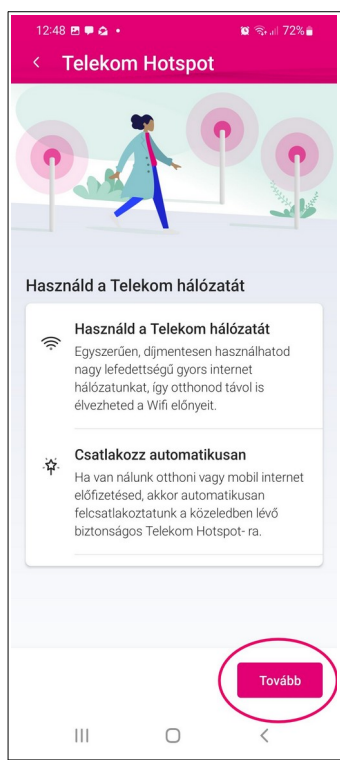 12:48
72%
Telekom Hotspot
Használd a Telekom hálózatát
Használd a Telekom hálózatát
Egyszerűen, díjmentesen használhatod
nagy lefedettségű gyors internet
hálózatunkat, így otthonod távol is
élvezheted a Wifi előnyeit.
Csatlakozz automatikusan
Ha van nálunk otthoni vagy mobil internet
előfizetésed, akkor automatikusan
felcsatlakoztatunk a közeledben lévő
biztonságos Telekom Hotspot- ra.
Tovább